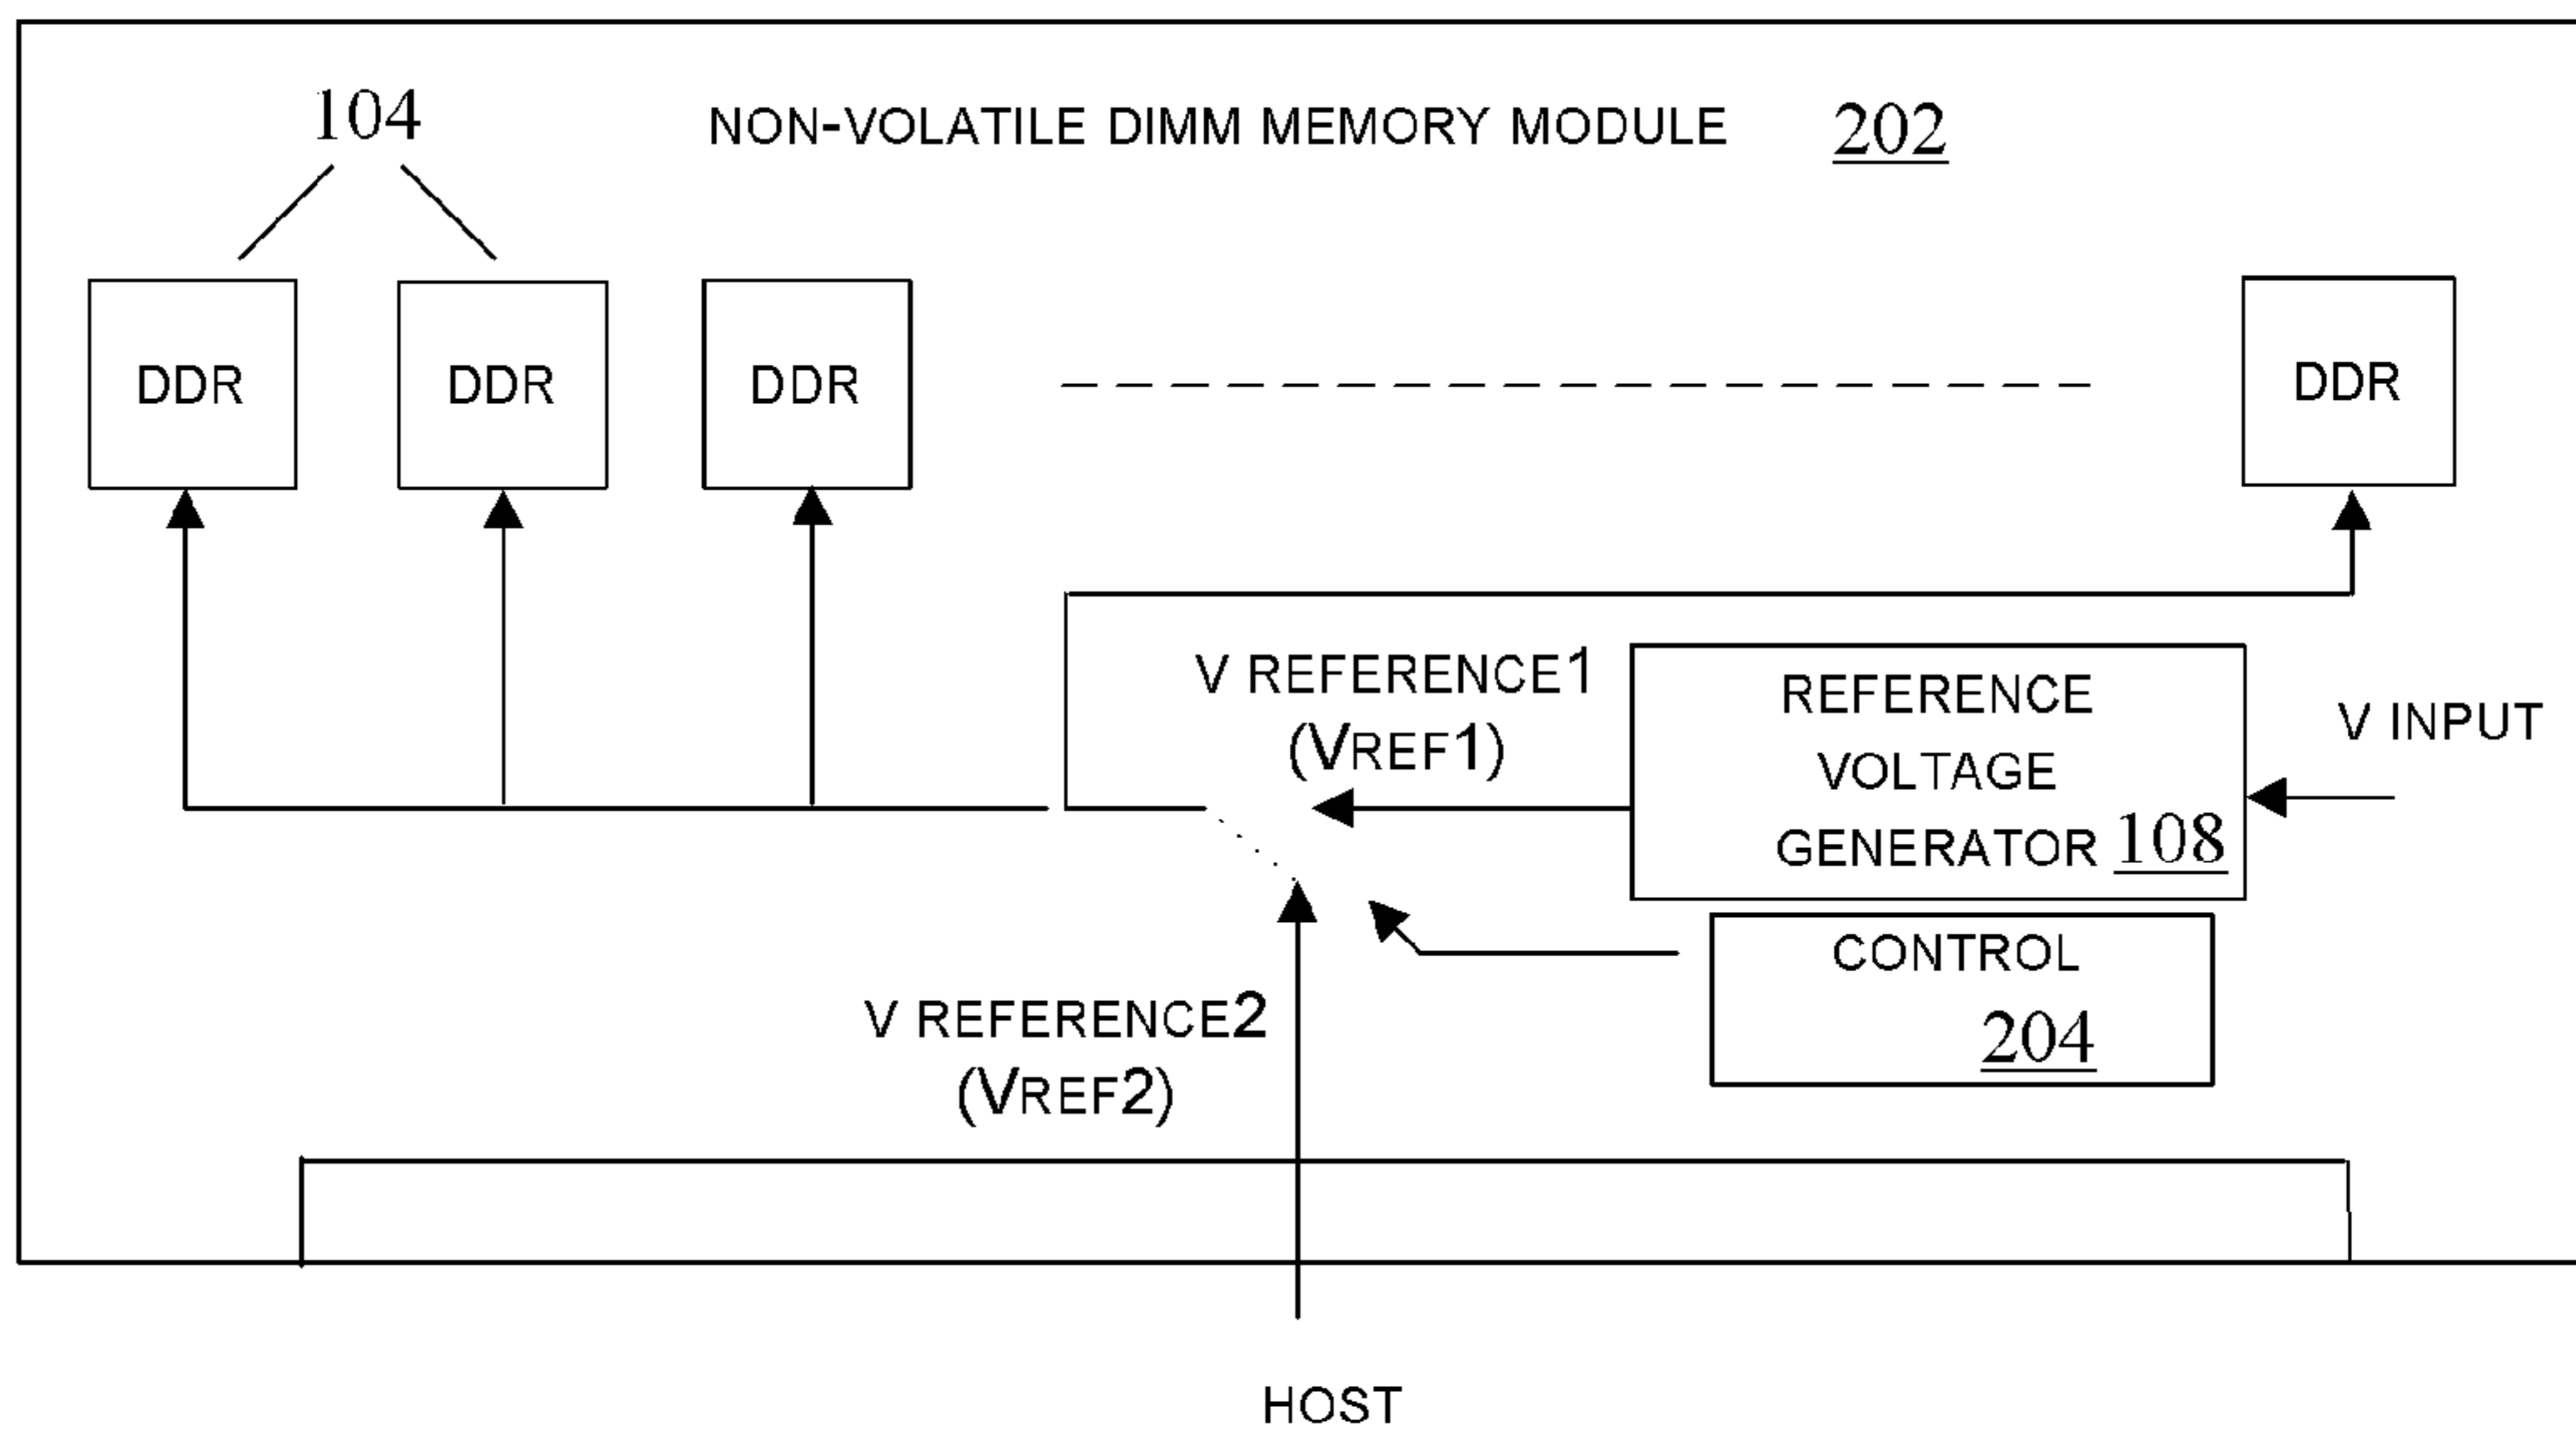 104
NON-VOLATILE DIMM MEMORY MODULE 202
DDR
DDR
DDR
DDR
V REFERENCE1
(VREF1)
REFERENCE
VOLTAGE
GENERATOR 108
V INPUT
CONTROL
204
V REFERENCE2
(VREF2)
HOST